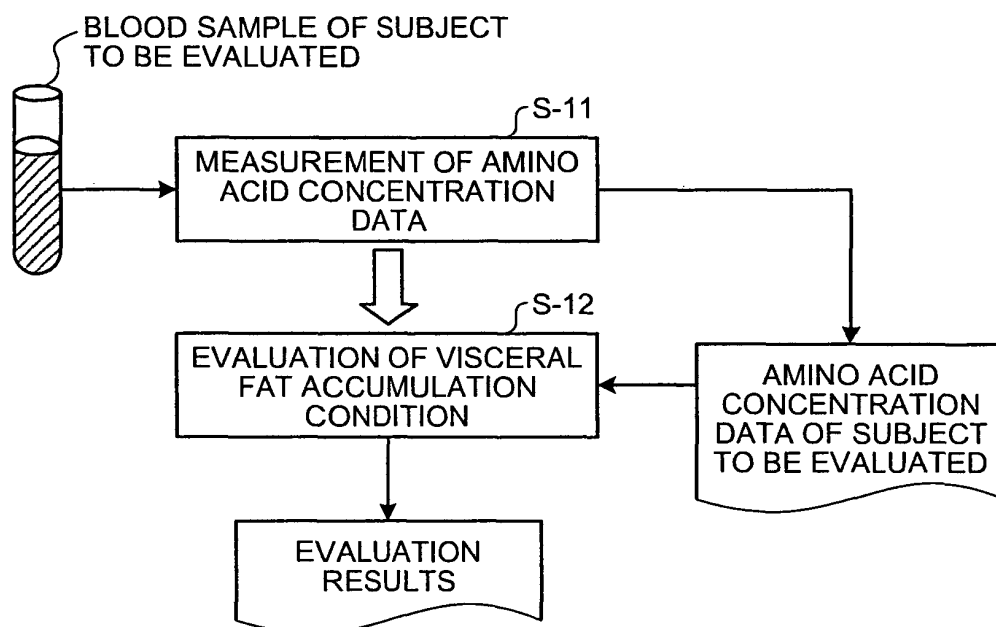 BLOOD SAMPLE OF SUBJECT
TO BE EVALUATED
S-11
MEASUREMENT OF AMINO
ACID CONCENTRATION
DATA
S-12
EVALUATION OF VISCERAL
FAT ACCUMULATION
CONDITION
AMINO ACID
CONCENTRATION
DATA OF SUBJECT
TO BE EVALUATED
EVALUATION
RESULTS